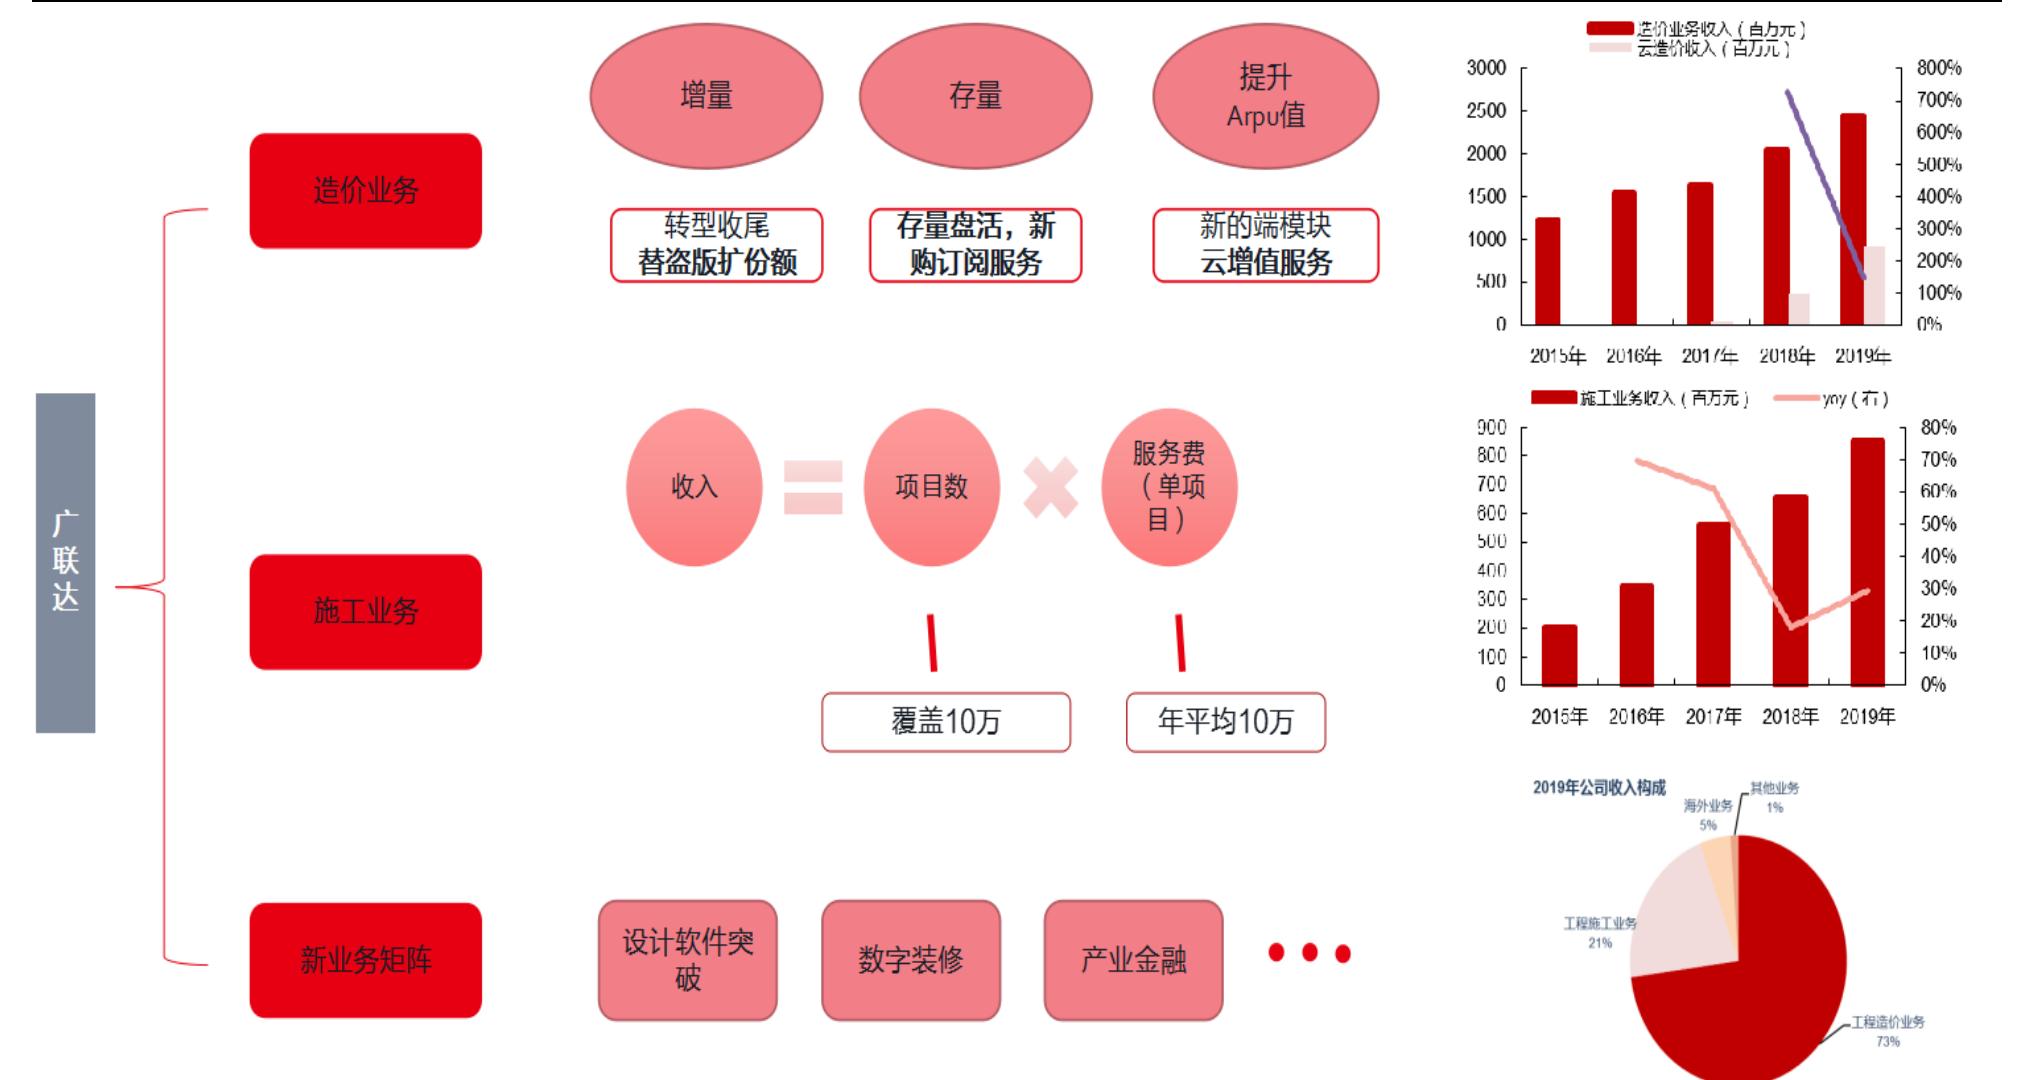 广
联
达
造价业务
增量
存量
提升
Arpu值
转型收尾
替盗版扩份额
存量盘活，新
购订阅服务
新的端模块
云增值服务
施工业务
收入
项目数
服务费
（单项
目）
覆盖10万
年平均10万
新业务矩阵
设计软件突
破
数字装修
产业金融
造价业务收入（百万元）
云造价收入（百万元）
3000
2500
2000
1500
1000
500
0
800%
700%
600%
500%
400%
300%
200%
100%
0%
2015年 2016年 2017年 2018年 2019年
施工业务收入（百万元） yoy（右）
900
800
700
600
500
400
300
200
100
0
80%
70%
60%
50%
40%
30%
20%
10%
0%
2015年 2016年 2017年 2018年 2019年
2019年公司收入构成
其他业务
1%
海外业务
5%
工程施工业务
21%
工程造价业务
73%